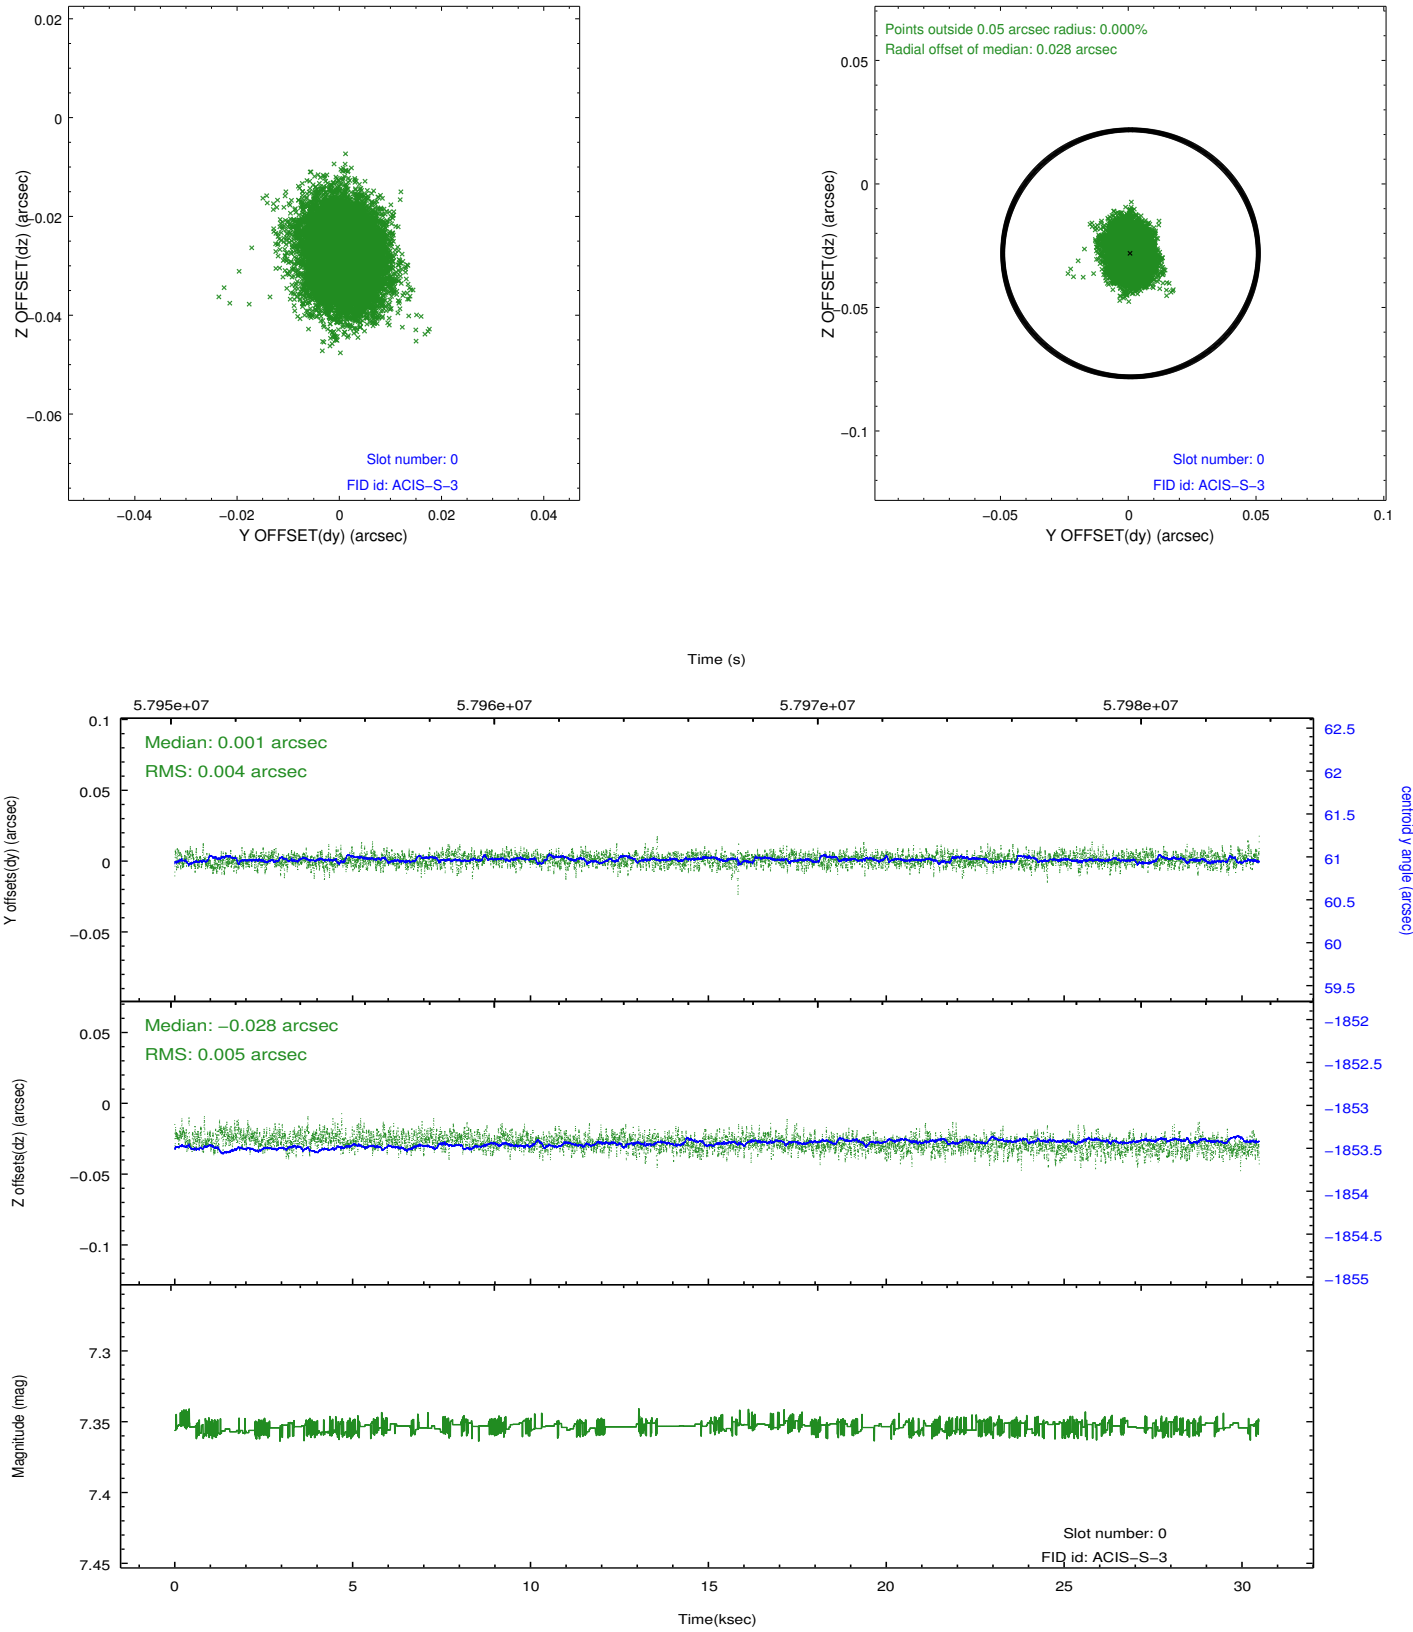 0.02
0
−0.02
−0.04
−0.06
Z OFFSET(dz) (arcsec)
Slot number: 0
FID id: ACIS−S−3
−0.04
−0.02
0
0.02
0.04
Y OFFSET(dy) (arcsec)
Points outside 0.05 arcsec radius: 0.000%
Radial offset of median: 0.028 arcsec
0.05
0
−0.05
−0.1
Z OFFSET(dz) (arcsec)
Slot number: 0
FID id: ACIS−S−3
−0.05
0
0.05
0.1
Y OFFSET(dy) (arcsec)
Time (s)
5.795e+07
5.796e+07
5.797e+07
5.798e+07
Median: 0.001 arcsec
RMS: 0.004 arcsec
0.1
0.05
0
−0.05
Y offsets(dy) (arcsec)
62.5
62
61.5
61
60.5
60
59.5
centroid y angle (arcsec)
Median: −0.028 arcsec
RMS: 0.005 arcsec
0.05
0
−0.05
−0.1
Z offsets(dz) (arcsec)
−1852
−1852.5
−1853
−1853.5
−1854
−1854.5
−1855
7.3
7.35
7.4
7.45
Magnitude (mag)
Slot number: 0
FID id: ACIS−S−3
0
5
10
15
20
25
30
Time(ksec)